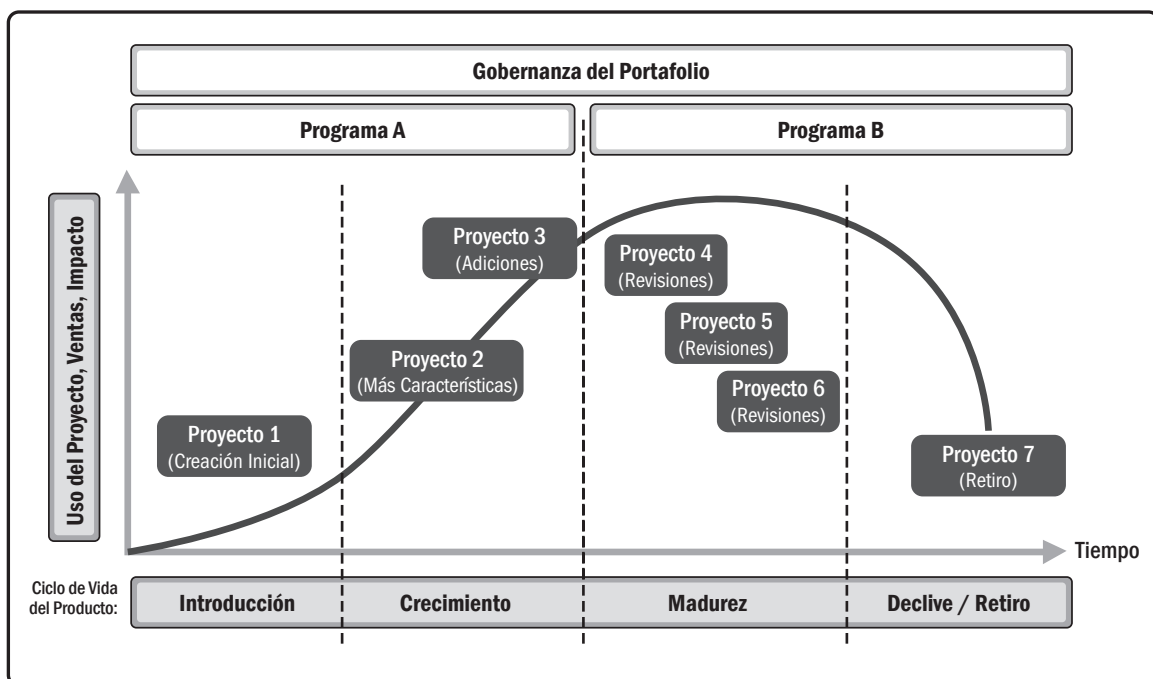 Gobernanza del Portafolio
Programa A
Programa B
Uso del Proyecto, Ventas, Impacto
Proyecto 3
(Adiciones)
Proyecto 4
(Revisiones)
Proyecto 5
(Revisiones)
Proyecto 2
(Más Características)
Proyecto 6
(Revisiones)
Proyecto 1
(Creación Inicial)
Proyecto 7
(Retiro)
Tiempo
Ciclo de Vida
del Producto:
Introducción
Crecimiento
Madurez
Declive / Retiro